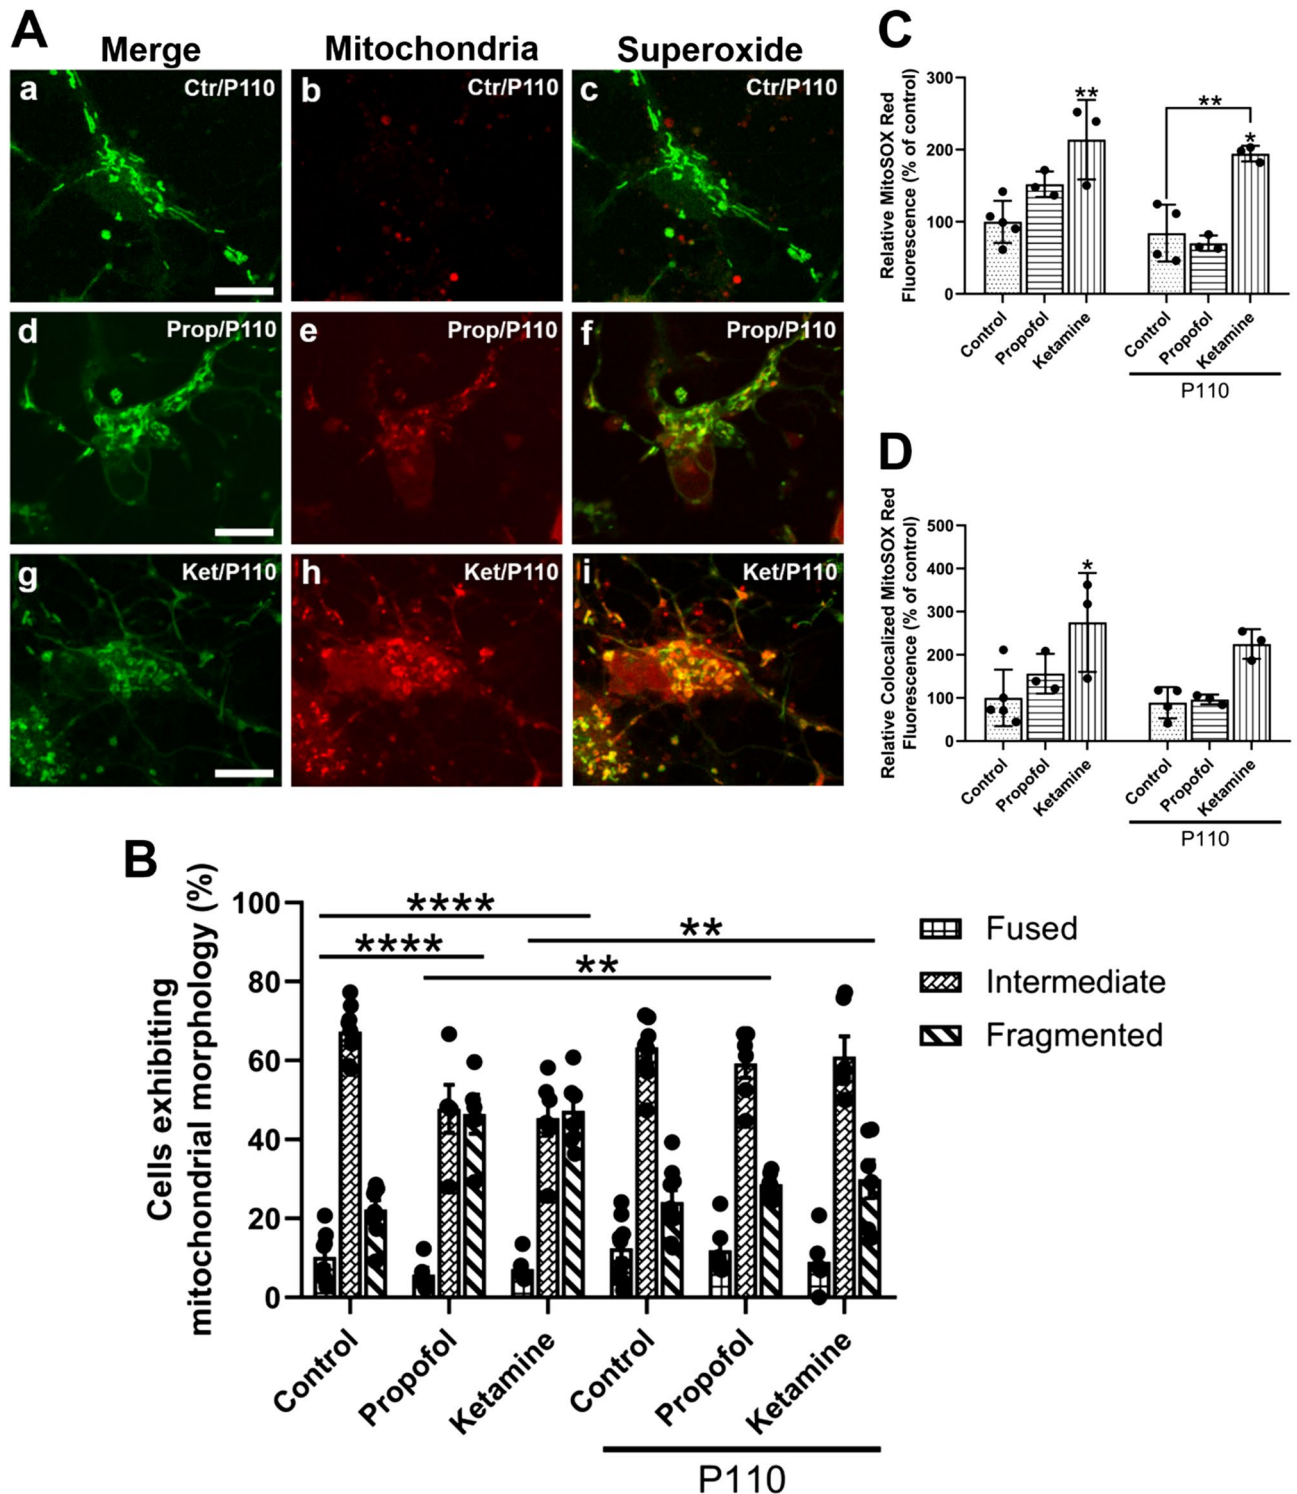 A
Merge
Mitochondria
Superoxide
a
Ctr/P110
b
Ctr/P110
c
Ctr/P110
d
Prop/P110
e
Prop/P110
f
Prop/P110
g
Ket/P110
h
Ket/P110
i
Ket/P110
C
Relative MitoSOX Red
Fluorescence (% of control)
300
200
100
0
**
**
*
Control
Propofol
Ketamine
Control
Propofol
Ketamine
P110
D
Relative Colocalized MitoSOX Red
Fluorescence (% of control)
500
400
300
200
100
0
*
Control
Propofol
Ketamine
Control
Propofol
Ketamine
P110
B
Cells exhibiting
mitochondrial morphology (%)
100
80
60
40
20
0
****
****
**
**
Fused
Intermediate
Fragmented
Control
Propofol
Ketamine
Control
Propofol
Ketamine
P110